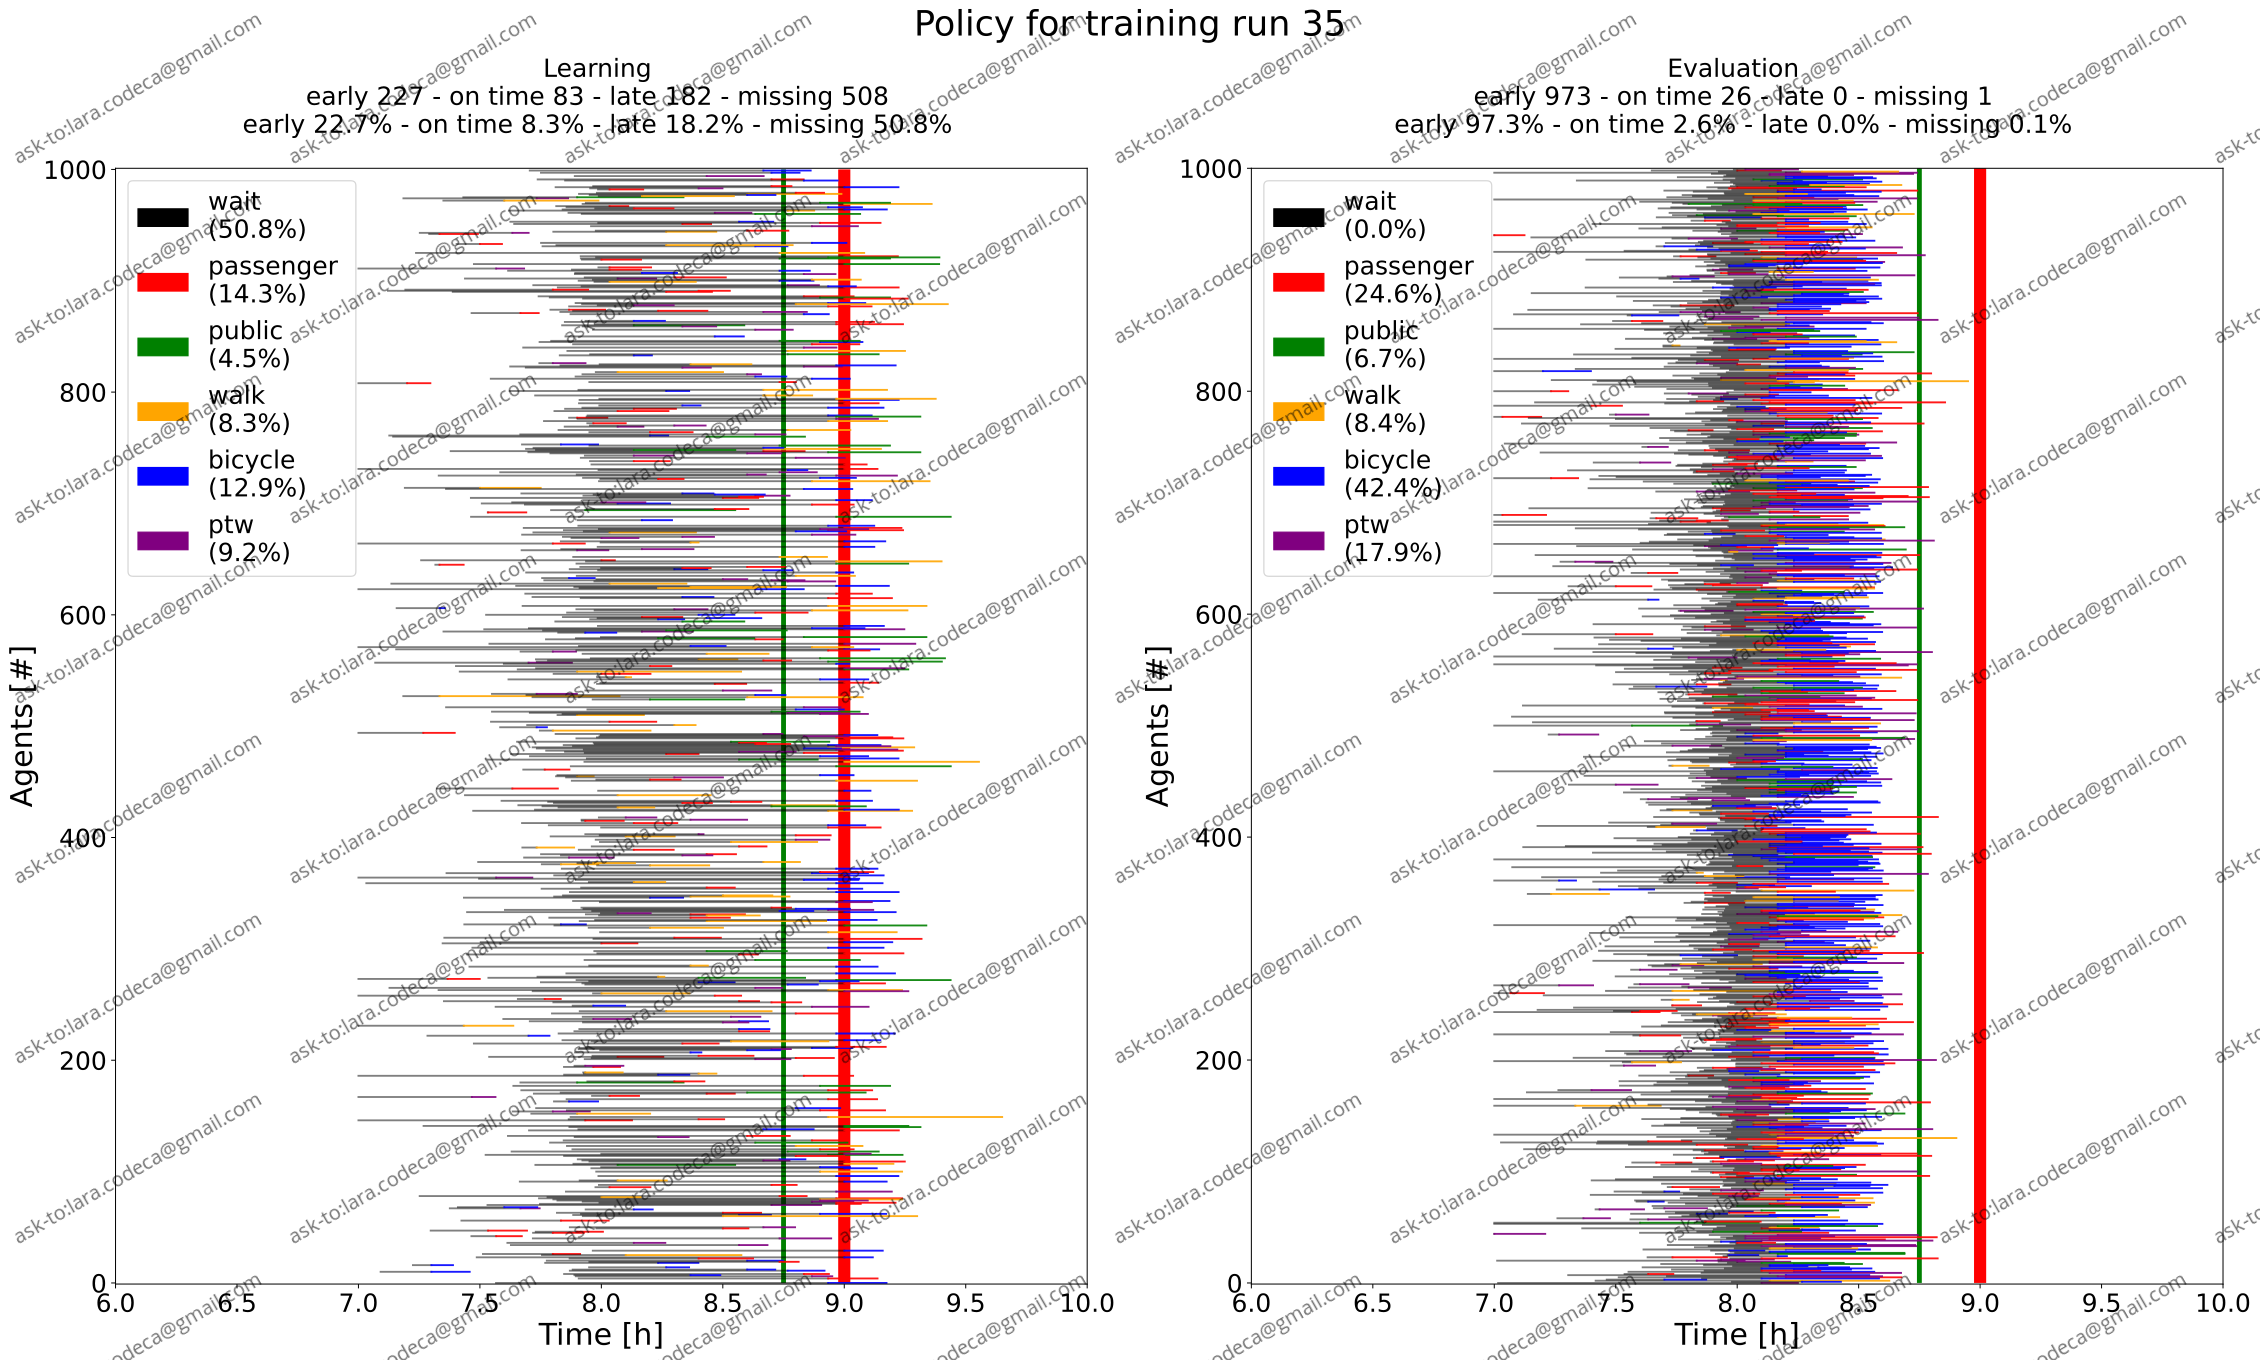 Policy for training run 35
Learning
early 227 - on time 83 - late 182 - missing 508
early 22.7% - on time 8.3% - late 18.2% - missing 50.8%
1000
800
600
400
200
0
Agents [#]
wait
(50.8%)
passenger
(14.3%)
public
(4.5%)
walk
(8.3%)
bicycle
(12.9%)
ptw
(9.2%)
6.0 6.5 7.0 7.5 8.0 8.5 9.0 9.5 10.0
Time [h]
Evaluation
early 973 - on time 26 - late 0 - missing 1
early 97.3% - on time 2.6% - late 0.0% - missing 0.1%
1000
800
600
400
200
0
Agents [#]
wait
(0.0%)
passenger
(24.6%)
public
(6.7%)
walk
(8.4%)
bicycle
(42.4%)
ptw
(17.9%)
6.0 6.5 7.0 7.5 8.0 8.5 9.0 9.5 10.0
Time [h]
ask-to:lara.codeca@gmail.com